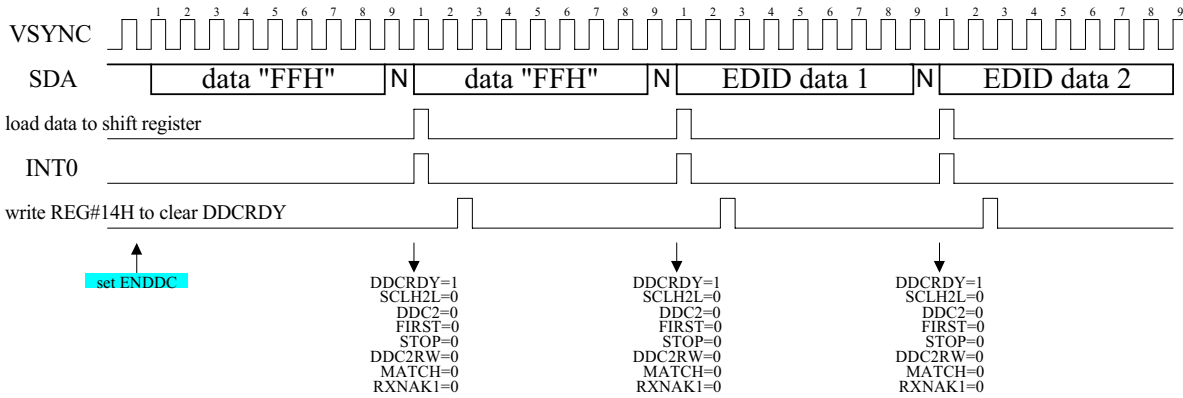 1 2 3 4 5 6 7 8 9 1 2 3 4 5 6 7 8 9 1 2 3 4 5 6 7 8 9 1 2 3 4 5 6 7 8 9
VSYNC
SDA data "FFH" N data "FFH" N EDID data 1 N EDID data 2
load data to shift register
INT0
write REG#14H to clear DDCRDY
set ENDDC
DDCRDY=1 DDCRDY=1 DDCRDY=1
SCLH2L=0 SCLH2L=0 SCLH2L=0
DDC2=0 DDC2=0 DDC2=0
FIRST=0 FIRST=0 FIRST=0
STOP=0 STOP=0 STOP=0
DDC2RW=0 DDC2RW=0 DDC2RW=0
MATCH=0 MATCH=0 MATCH=0
RXNAK1=0 RXNAK1=0 RXNAK1=0